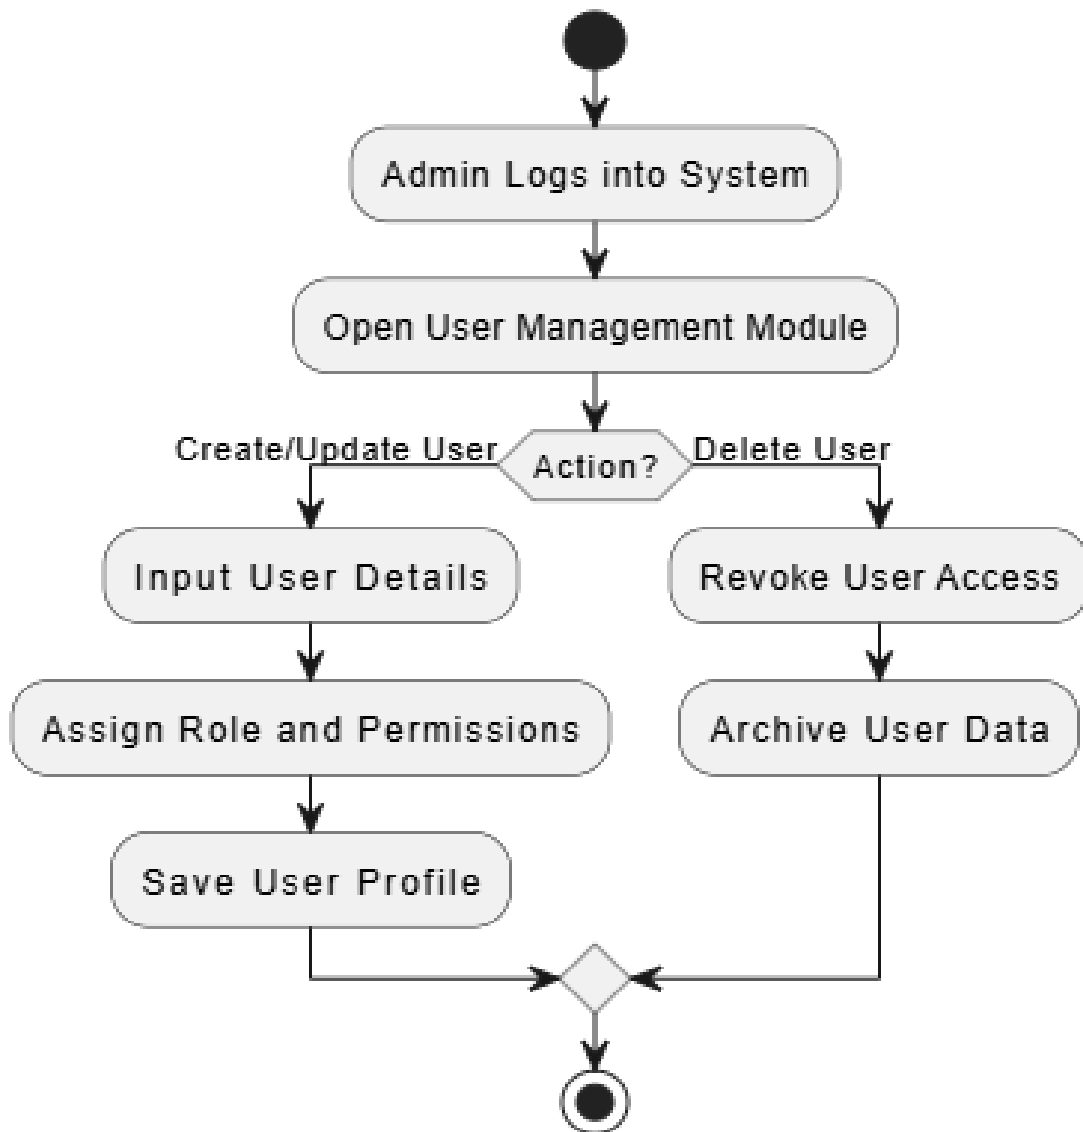 Admin Logs into System
Open User Management Module
Create/Update User
Action?
Delete User
Input User Details
Revoke User Access
Assign Role and Permissions
Archive User Data
Save User Profile